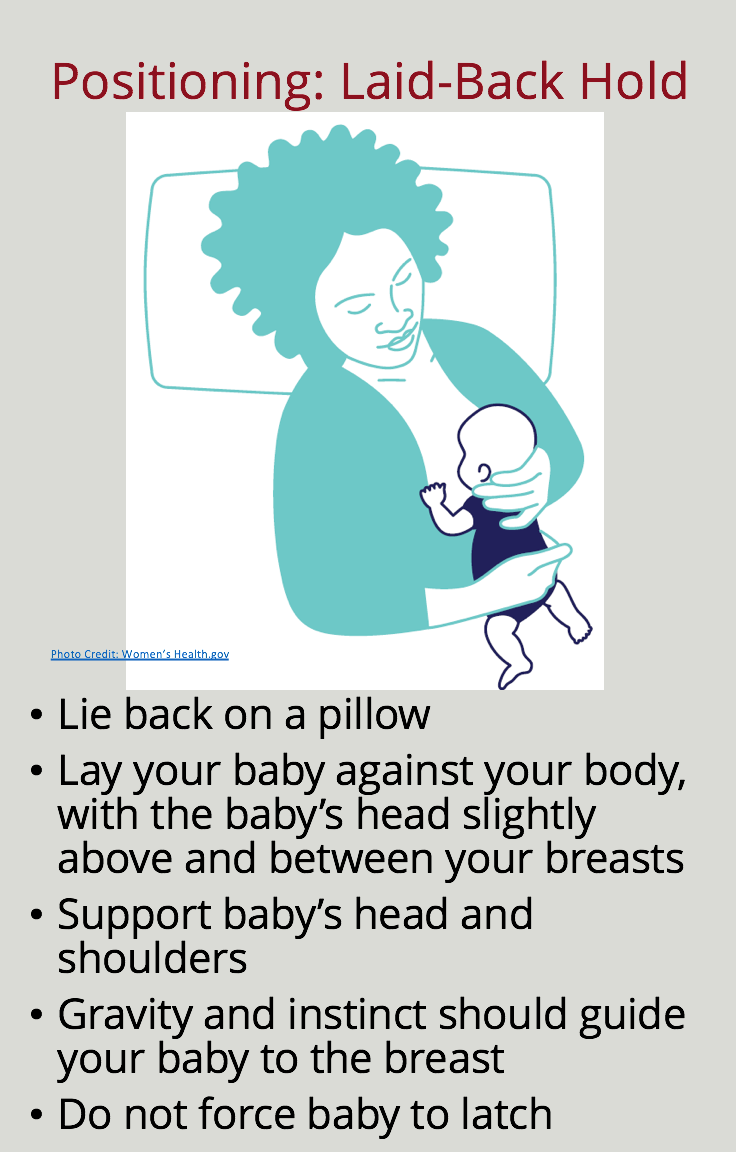 Positioning: Laid-Back Hold
Photo Credit: Women's Health.gov
• Lie back on a pillow
• Lay your baby against your body,
with the baby’s head slightly
above and between your breasts
• Support baby’s head and
shoulders
• Gravity and instinct should guide
your baby to the breast
• Do not force baby to latch